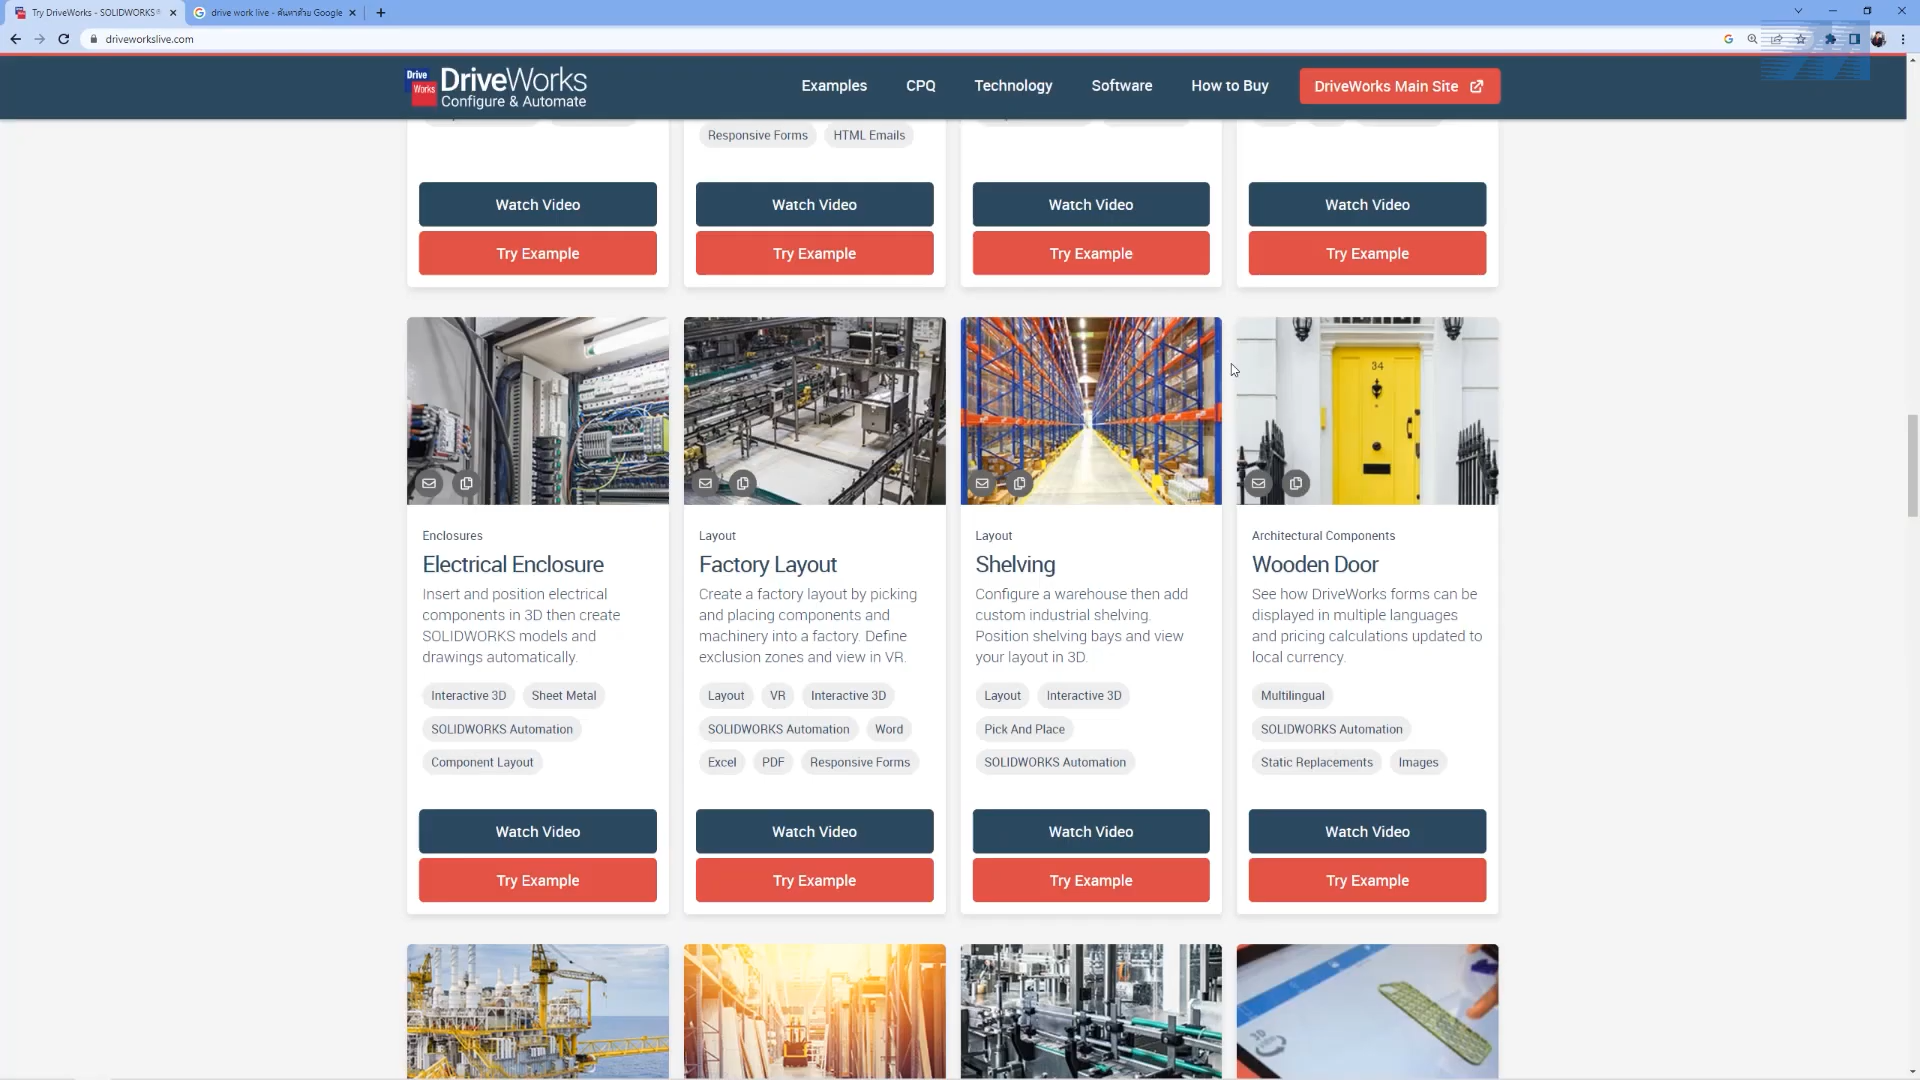 Try DriveWorks - SOLIDWORKS®
drive work live - ค้นหาด้วย Google
driveworkslive.com
Drive
Works
DriveWorks
Configure & Automate
Examples
CPQ
Technology
Software
How to Buy
DriveWorks Main Site
Responsive Forms
HTML Emails
Watch Video
Watch Video
Watch Video
Watch Video
Try Example
Try Example
Try Example
Try Example
34
Enclosures
Electrical Enclosure
Insert and position electrical
components in 3D then create
SOLIDWORKS models and
drawings automatically.
Interactive 3D
Sheet Metal
SOLIDWORKS Automation
Component Layout
Watch Video
Try Example
Layout
Factory Layout
Create a factory layout by picking
and placing components and
machinery into a factory. Define
exclusion zones and view in VR.
Layout
VR
Interactive 3D
SOLIDWORKS Automation
Word
Excel
PDF
Responsive Forms
Watch Video
Try Example
Layout
Shelving
Configure a warehouse then add
custom industrial shelving.
Position shelving bays and view
your layout in 3D.
Layout
Interactive 3D
Pick And Place
SOLIDWORKS Automation
Watch Video
Try Example
Architectural Components
Wooden Door
See how DriveWorks forms can be
displayed in multiple languages
and pricing calculations updated to
local currency.
Multilingual
SOLIDWORKS Automation
Static Replacements
Images
Watch Video
Try Example